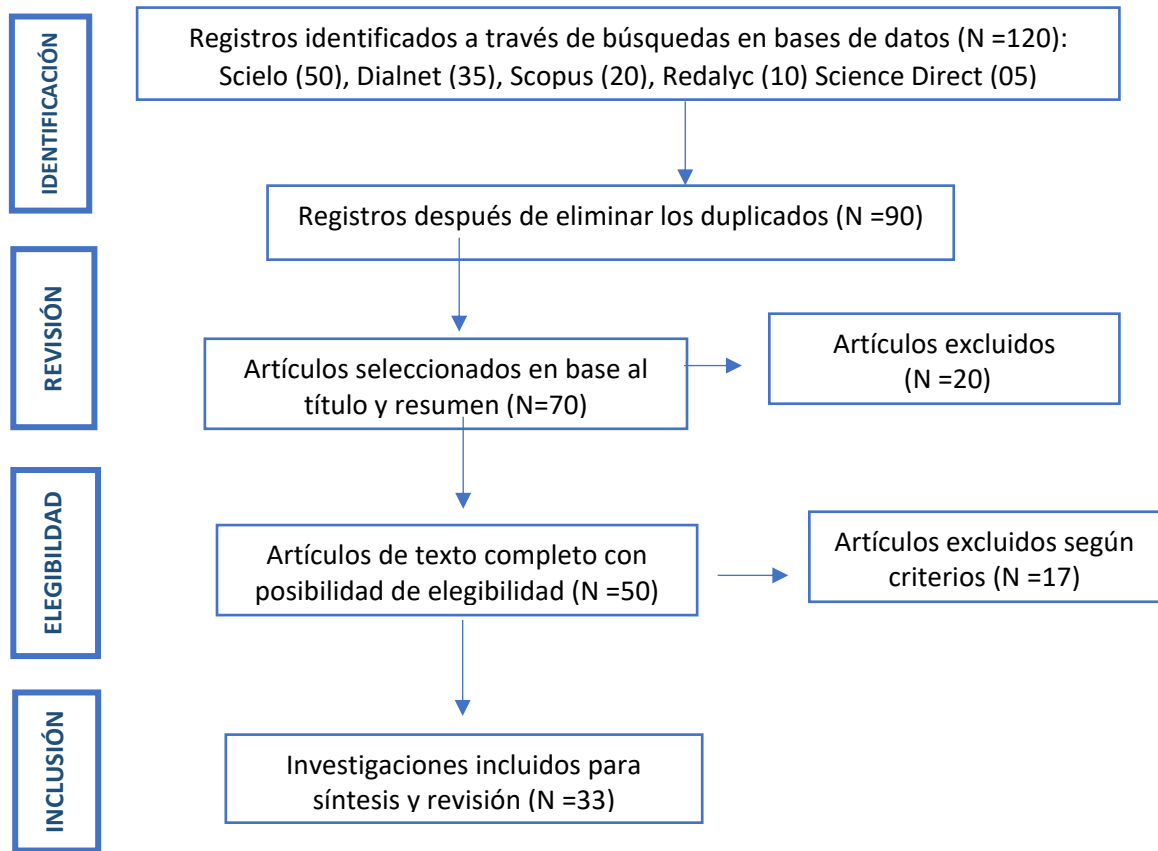 IDENTIFICACIÓN
Registros identificados a través de búsquedas en bases de datos (N =120):
Scielo (50), Dialnet (35), Scopus (20), Redalyc (10) Science Direct (05)
Registros después de eliminar los duplicados (N =90)
REVISIÓN
Artículos seleccionados en base al
título y resumen (N=70)
Artículos excluidos
(N =20)
ELEGIBILDAD
Artículos de texto completo con
posibilidad de elegibilidad (N =50)
Artículos excluidos según
criterios (N =17)
INCLUSIÓN
Investigaciones incluidos para
síntesis y revisión (N =33)